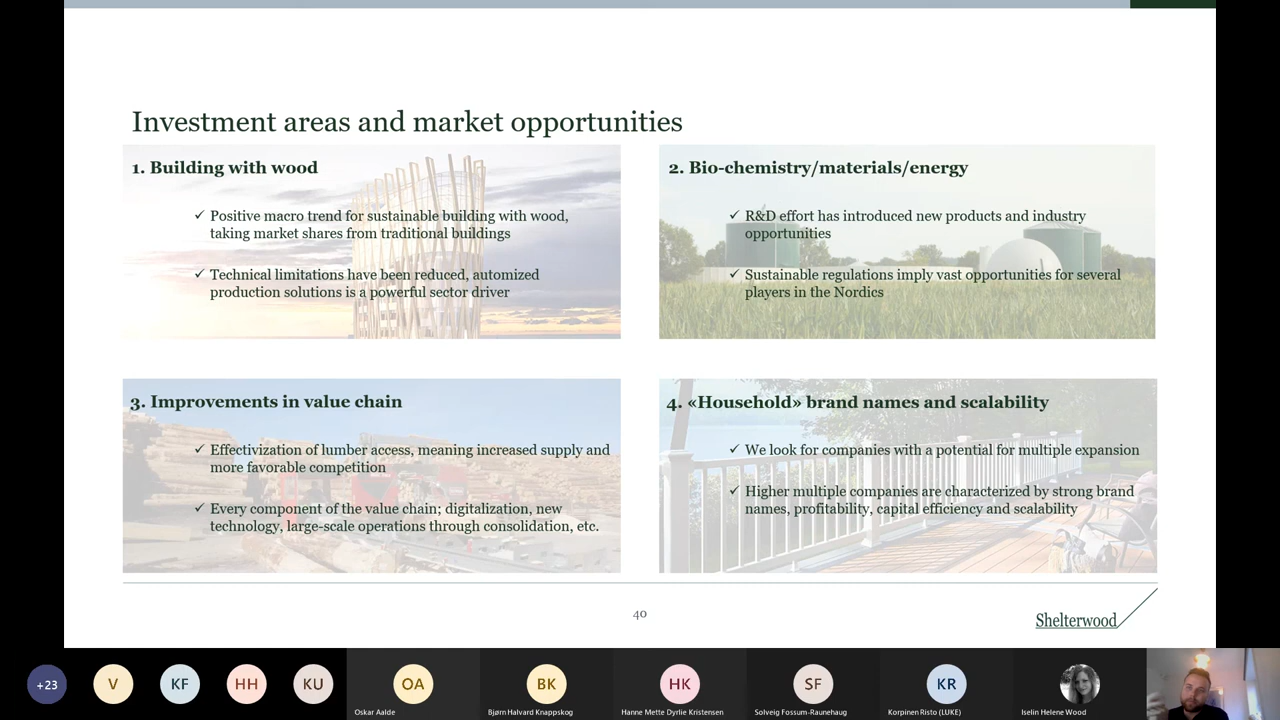 Investment areas and market opportunities
1. Building with wood
✓ Positive macro trend for sustainable building with wood,
taking market shares from traditional buildings
✓ Technical limitations have been reduced, automized
production solutions is a powerful sector driver
2. Bio-chemistry/materials/energy
✓ R&D effort has introduced new products and industry
opportunities
✓ Sustainable regulations imply vast opportunities for several
players in the Nordics
3. Improvements in value chain
✓ Effectivization of lumber access, meaning increased supply and
more favorable competition
✓ Every component of the value chain; digitalization, new
technology, large-scale operations through consolidation, etc.
4. «Household» brand names and scalability
✓ We look for companies with a potential for multiple expansion
✓ Higher multiple companies are characterized by strong brand
names, profitability, capital efficiency and scalability
40
Shelterwood
+23
V
KF
HH
KU
OA
Oskar Aalde
BK
Bjørn Halvard Knappskog
HK
Hanne Mette Dyrlie Kristensen
SF
Solveig Fossum-Raunehaug
KR
Korpinen Risto (LUKE)
Iselin Helene Wood